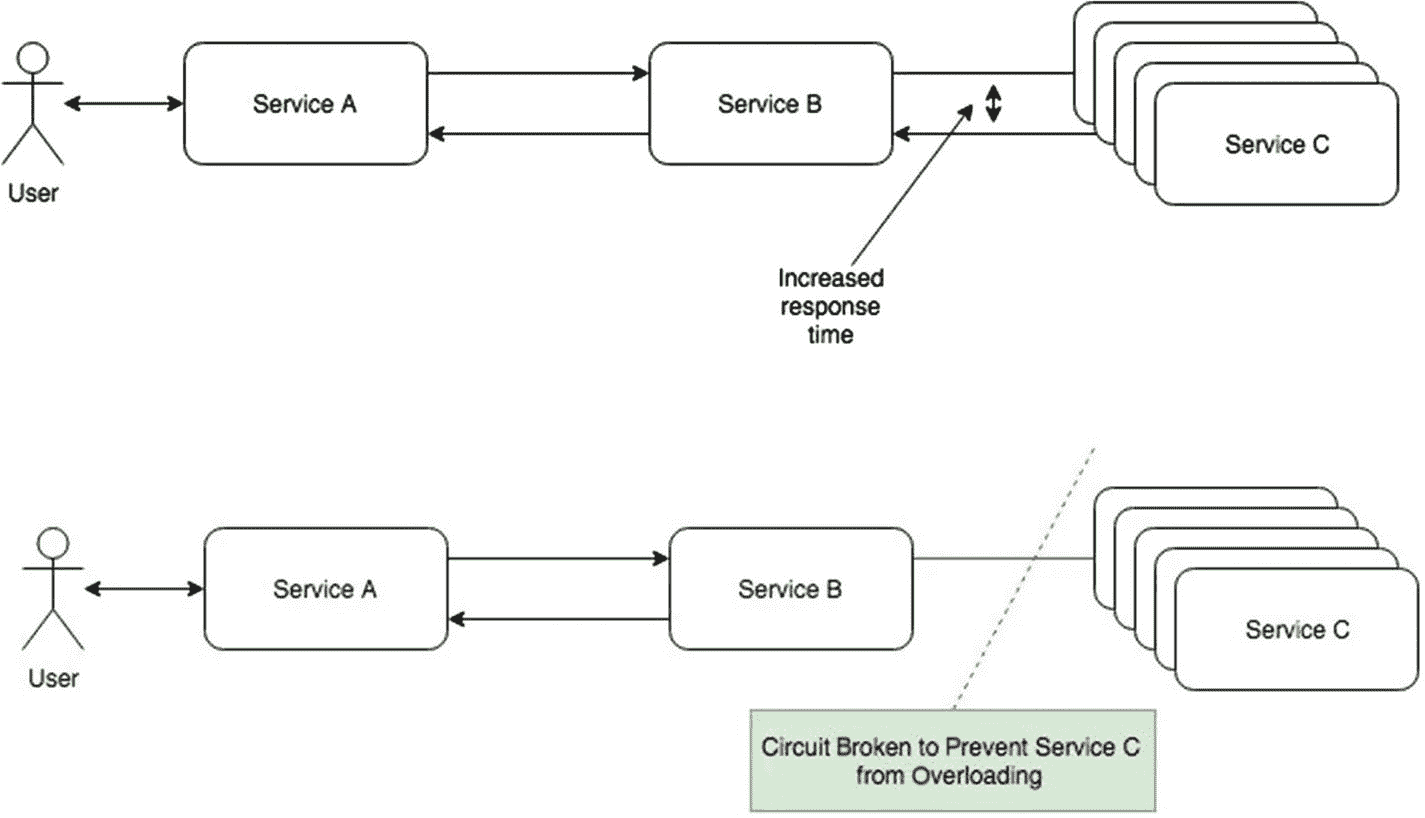 Service A
Service B
Service C
User
Increased
response
time
Service A
Service B
Service C
User
Circuit Broken to Prevent Service C
from Overloading